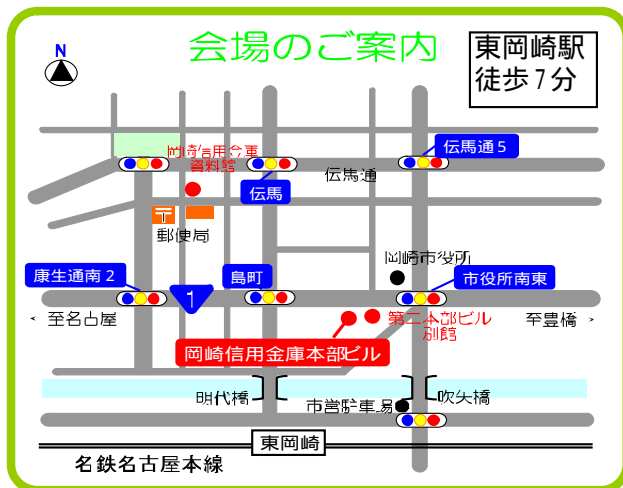 会場のご案内
東岡崎駅
徒歩7分
N
伝馬通5
岡崎信用金庫
資料館
伝馬通
伝馬
〒
郵便局
岡崎市役所
康生通南2
島町
市役所南東
1
至名古屋
第二本部ビル
別館
至豊橋
岡崎信用金庫本部ビル
明代橋
市営駐車場
吹矢橋
東岡崎
名鉄名古屋本線